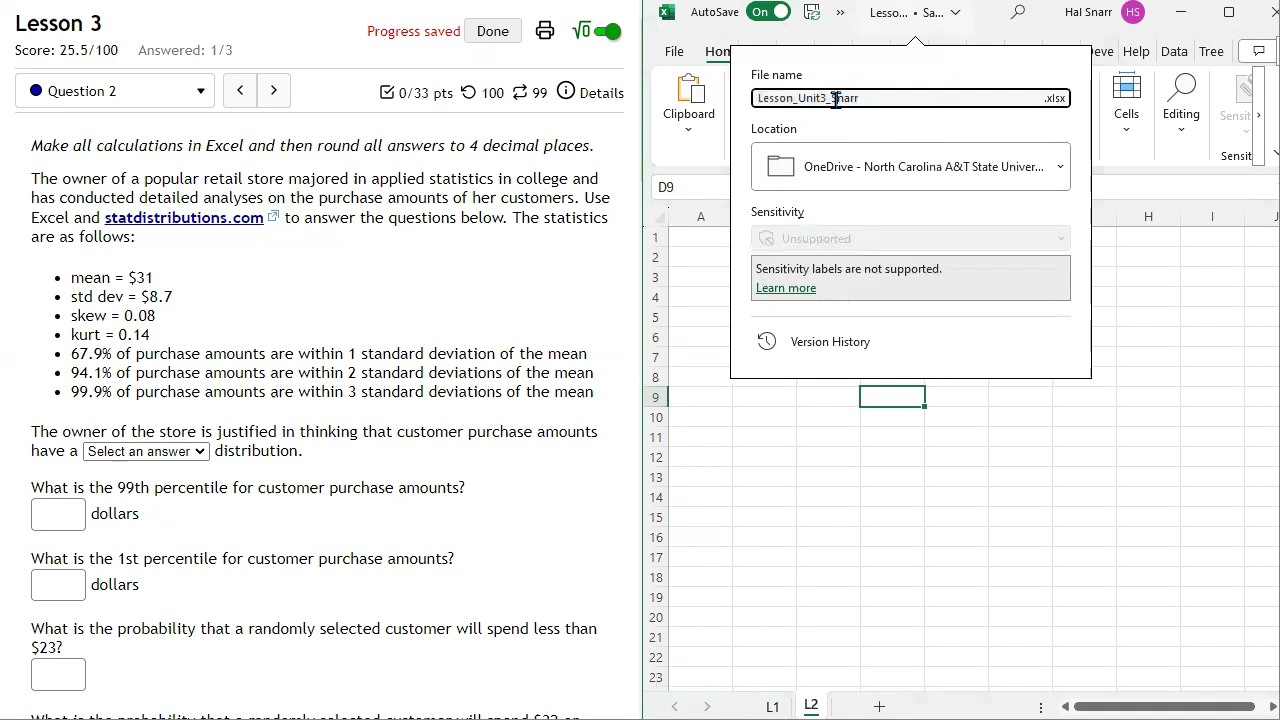 Lesson 3
Score: 25.5/100 Answered: 1/3
Progress saved Done √0
Question 2
0/33 pts 100 99 Details
Make all calculations in Excel and then round all answers to 4 decimal places.
The owner of a popular retail store majored in applied statistics in college and
has conducted detailed analyses on the purchase amounts of her customers. Use
Excel and statdistributions.com to answer the questions below. The statistics
are as follows:
• mean = $31
• std dev = $8.7
• skew = 0.08
• kurt = 0.14
• 67.9% of purchase amounts are within 1 standard deviation of the mean
• 94.1% of purchase amounts are within 2 standard deviations of the mean
• 99.9% of purchase amounts are within 3 standard deviations of the mean
The owner of the store is justified in thinking that customer purchase amounts
have a Select an answer distribution.
What is the 99th percentile for customer purchase amounts?
dollars
What is the 1st percentile for customer purchase amounts?
dollars
What is the probability that a randomly selected customer will spend less than
$23?
AutoSave On Lesso... • Sa... Hal Snarr HS
File Hom eve Help Data Tree
File name
Lesson_Unit3_Snarr .xlsx
Location
OneDrive - North Carolina A&T State Univer...
Sensitivity
Unsupported
Sensitivity labels are not supported.
Learn more
Version History
Clipboard
Cells
Editing
Sensit
Sensit
D9
A H I J
1
2
3
4
5
6
7
8
9
10
11
12
13
14
15
16
17
18
19
20
21
22
23
L1 L2